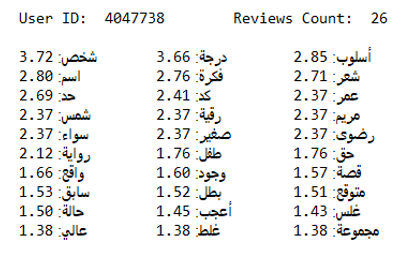 User ID: 4047738 Reviews Count: 26
شخص: 3.72 درجة: 3.66 أسلوب: 2.85
اسم: 2.80 فكرة: 2.76 شعر: 2.71
حد: 2.69 كد: 2.41 عمر: 2.37
شمس: 2.37 رقية: 2.37 مريم: 2.37
سواء: 2.37 صغير: 2.37 رضوى: 2.37
رواية: 2.12 طفل: 1.76 حق: 1.76
واقع: 1.66 وجود: 1.60 قصة: 1.57
سابق: 1.53 بطل: 1.52 متوقع: 1.51
حالة: 1.50 أعجب: 1.45 غلس: 1.43
عالي: 1.38 غلط: 1.38 مجموعة: 1.38